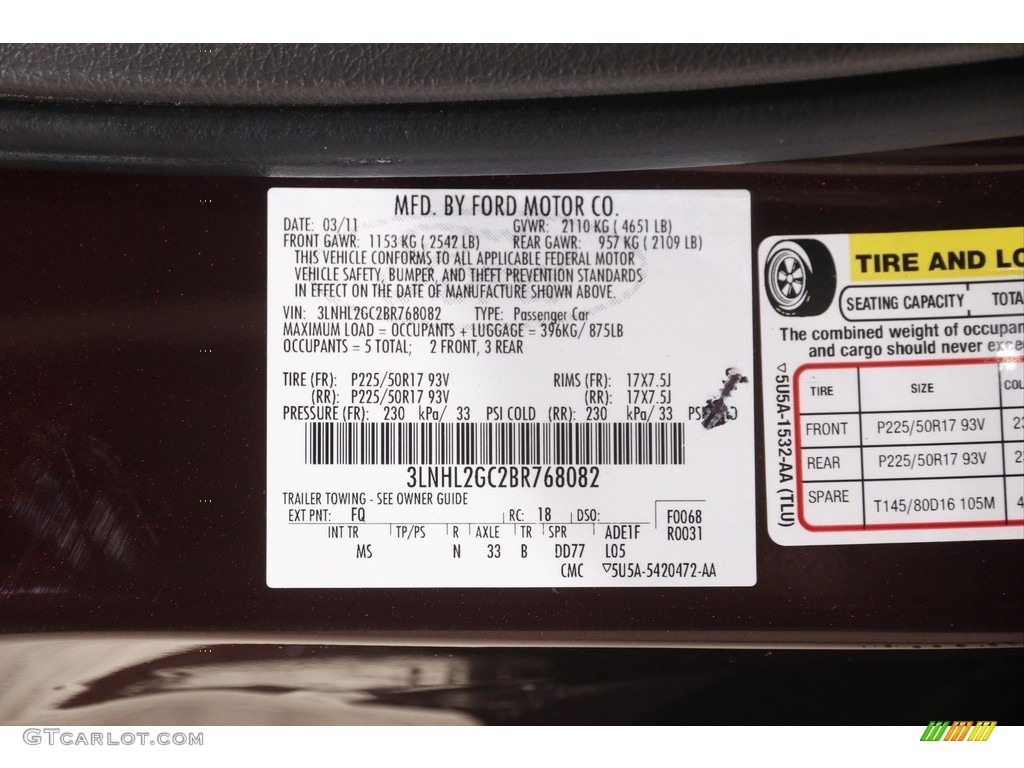 MFD. BY FORD MOTOR CO.
DATE: 03/11 GVWR: 2110 KG ( 4651 LB)
FRONT GAWR: 1153 KG ( 2542 LB) REAR GAWR: 957 KG ( 2109 LB)
THIS VEHICLE CONFORMS TO ALL APPLICABLE FEDERAL MOTOR
VEHICLE SAFETY, BUMPER, AND THEFT PREVENTION STANDARDS
IN EFFECT ON THE DATE OF MANUFACTURE SHOWN ABOVE.
VIN: 3LNHL2GC2BR768082 TYPE: Passenger Car
MAXIMUM LOAD = OCCUPANTS + LUGGAGE = 396KG/ 875LB
OCCUPANTS = 5 TOTAL; 2 FRONT, 3 REAR
TIRE (FR): P225/50R17 93V RIMS (FR): 17X7.5J
(RR): P225/50R17 93V (RR): 17X7.5J
PRESSURE (FR): 230 kPa/ 33 PSI COLD (RR): 230 kPa/ 33
3LNHL2GC2BR768082
TRAILER TOWING - SEE OWNER GUIDE
EXT PNT: FQ RC: 18 DSO: F0068
INT TR TP/PS R AXLE TR SPR ADE1F R0031
MS N 33 B DD77 L05
CMC ▽5U5A-5420472-AA
TIRE AND LO
SEATING CAPACITY TOTA
The combined weight of occupan
and cargo should never exce
TIRE SIZE COL
FRONT P225/50R17 93V 23
REAR P225/50R17 93V 23
SPARE T145/80D16 105M 4
▽5U5A-1532-AA (TLU)
GTCARLOT.COM